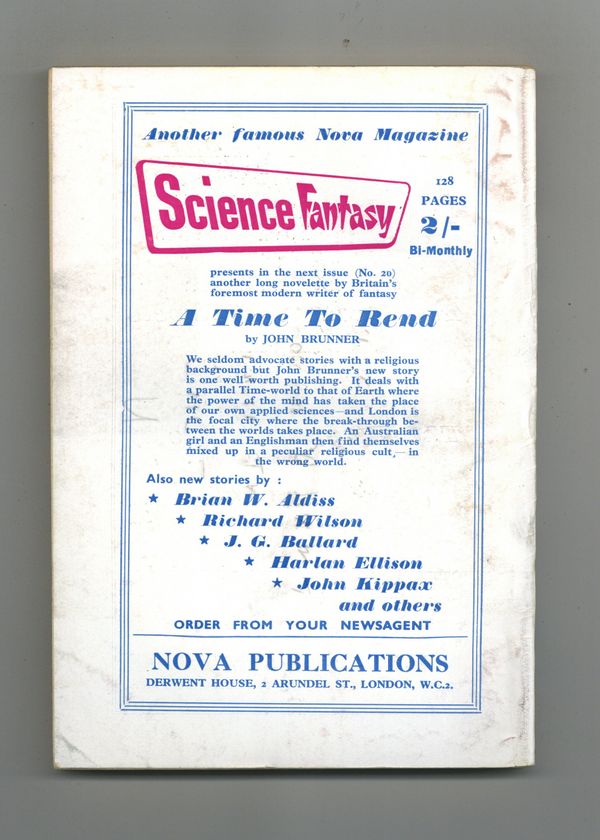 Another famous Nova Magazine
Science Fantasy
128
PAGES
2/-
Bi-Monthly
presents in the next issue (No. 20)
another long novelette by Britain's
foremost modern writer of fantasy
A Time To Rend
by JOHN BRUNNER
We seldom advocate stories with a religious
background but John Brunner's new story
is one well worth publishing. It deals with
a parallel Time-world to that of Earth where
the power of the mind has taken the place
of our own applied sciences—and London is
the focal city where the break-through be-
tween the worlds takes place. An Australian
girl and an Englishman then find themselves
mixed up in a peculiar religious cult,—in
the wrong world.
Also new stories by :
★ Brian W. Aldiss
★ Richard Wilson
★ J. G. Ballard
★ Harlan Ellison
★ John Kippax
and others
ORDER FROM YOUR NEWSAGENT
NOVA PUBLICATIONS
DERWENT HOUSE, 2 ARUNDEL ST., LONDON, W.C.2.